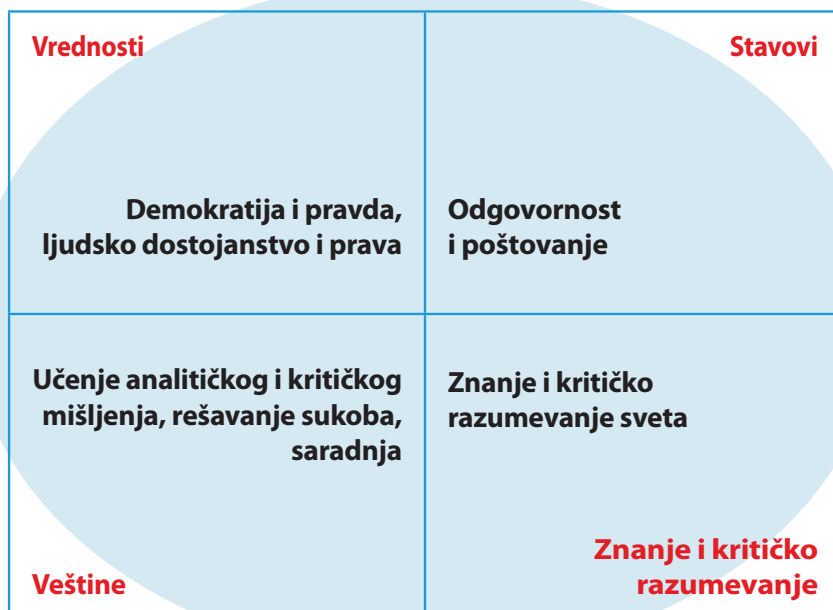 Vrednosti
Stavovi
Demokratija i pravda,
ljudsko dostojanstvo i prava
Odgovornost
i poštovanje
Učenje analitičkog i kritičkog
mišljenja, rešavanje sukoba,
saradnja
Znanje i kritičko
razumevanje sveta
Veštine
Znanje i kritičko
razumevanje